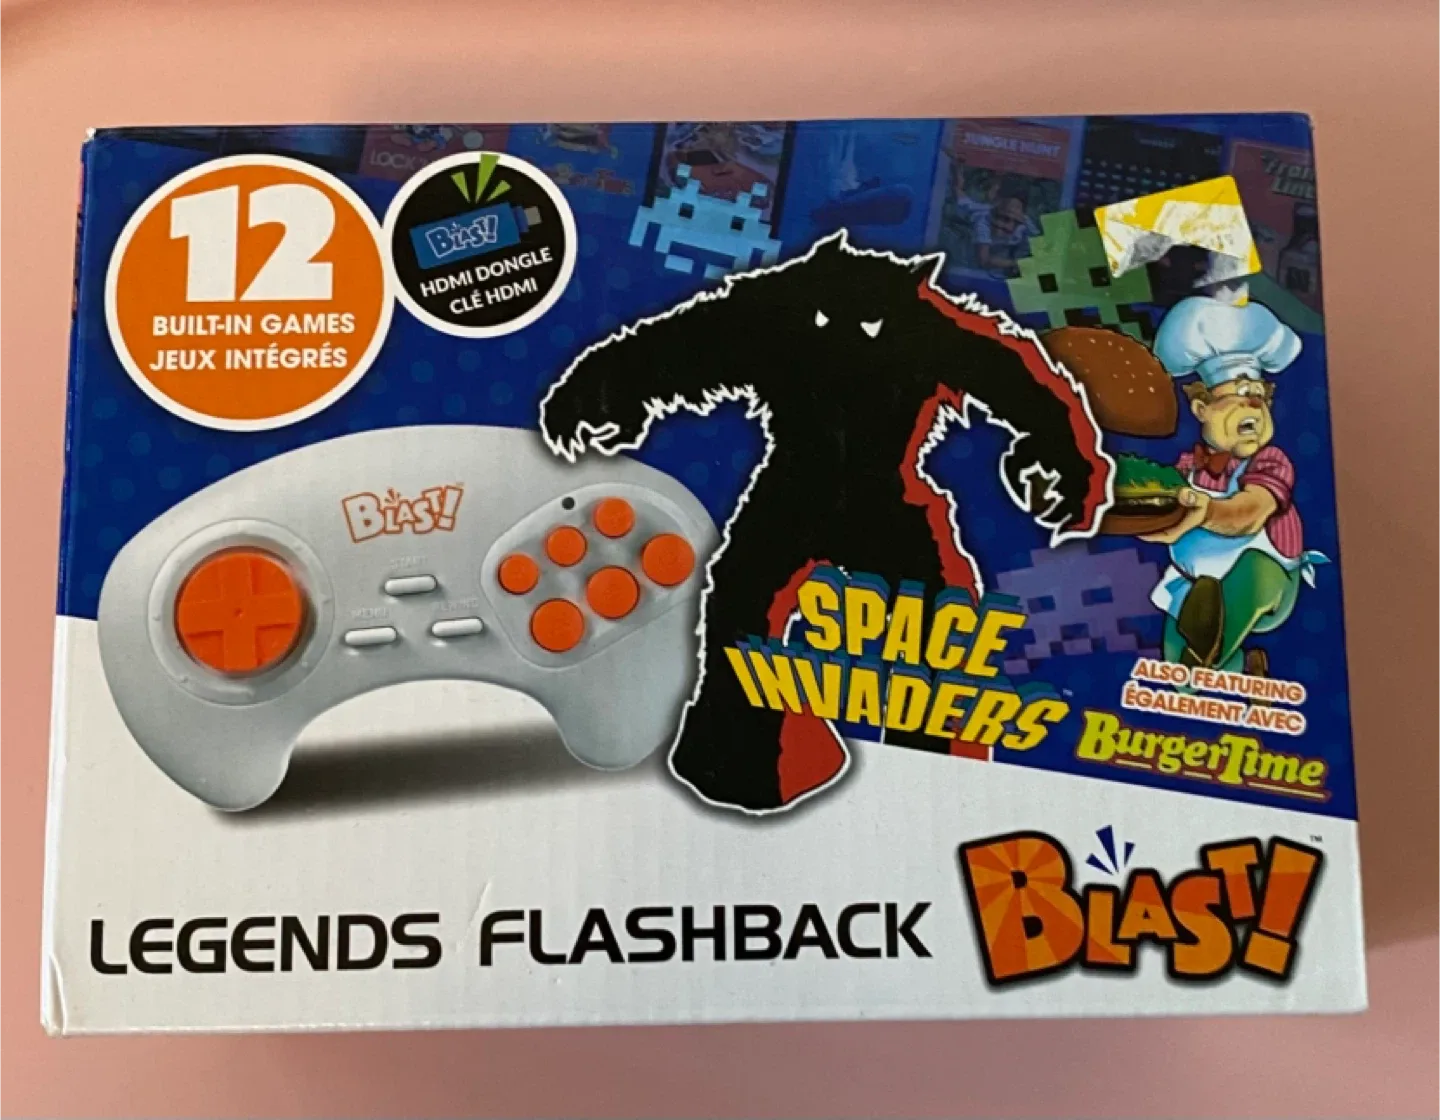 12
BUILT-IN GAMES
JEUX INTÉGRÉS
BLAST!
HDMI DONGLE
CLÉ HDMI
JUNGLE HUNT
BLAST!
START
MENU
REWIND
SPACE
INVADERS
ALSO FEATURING
ÉGALEMENT AVEC
BurgerTime
LEGENDS FLASHBACK
BLAST!
TM